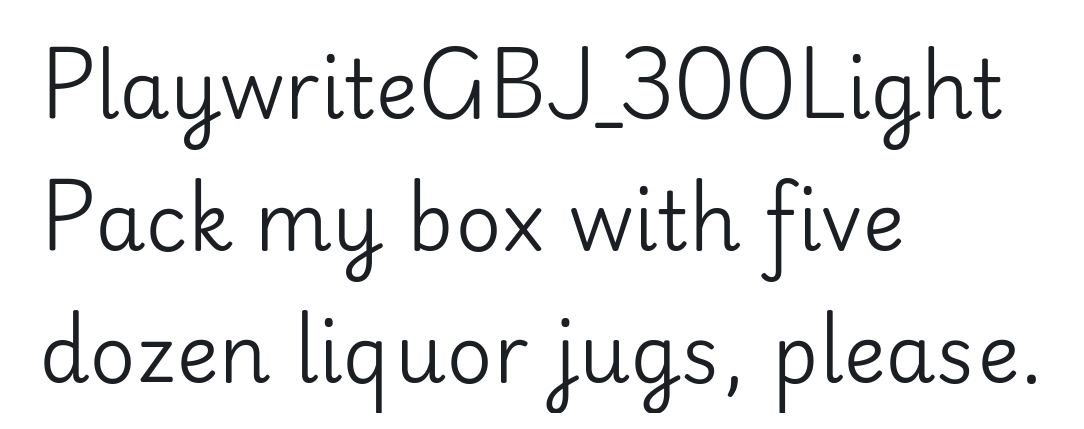 PlaywriteGBJ_300Light
Pack my box with five
dozen liquor jugs, please.